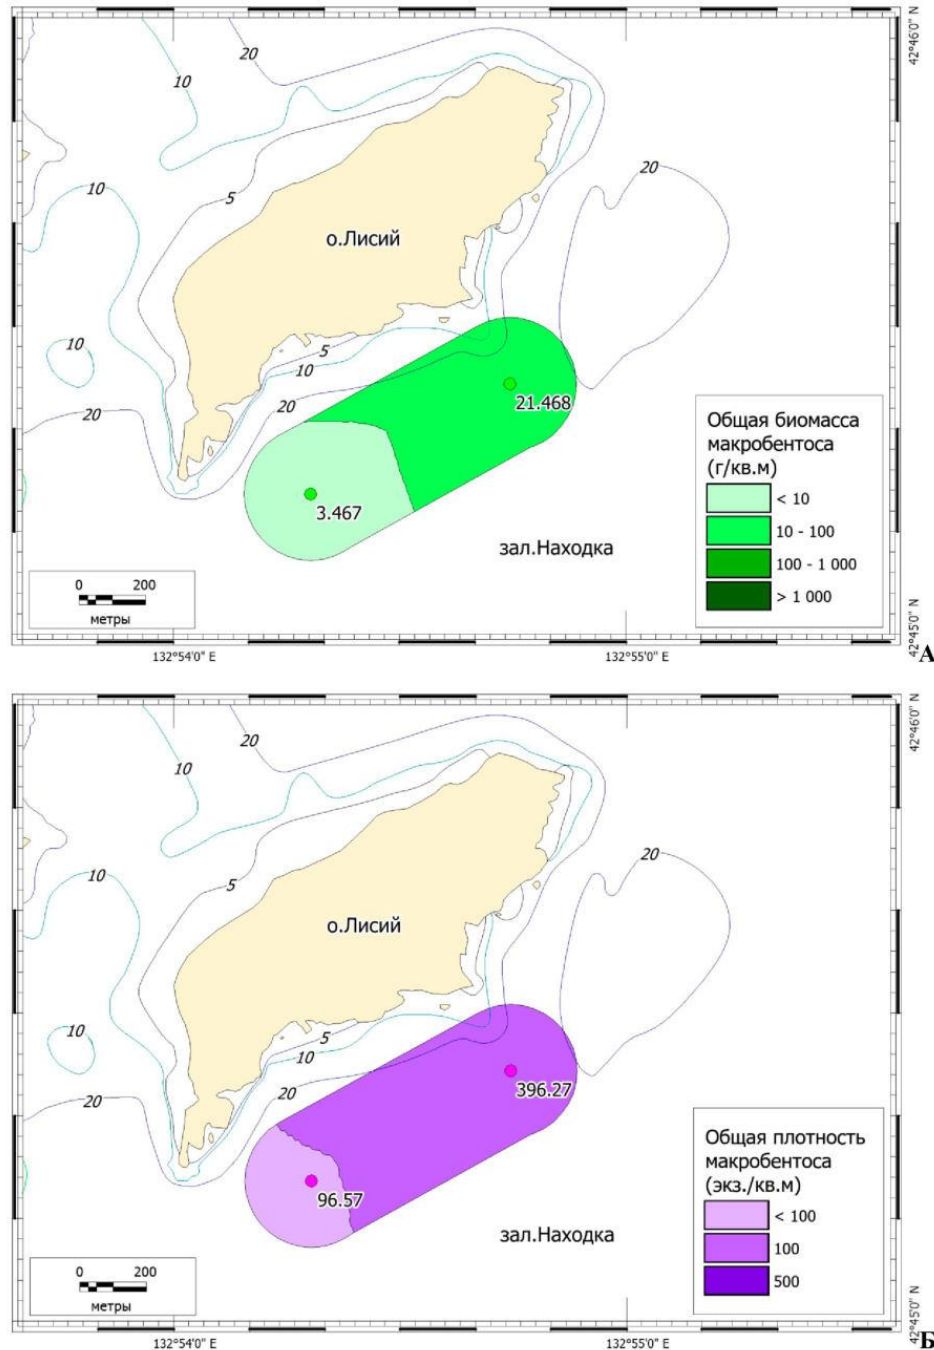 20
10
42°46'0" N
10
5
20
о.Лисий
10
5
10
20
20
21.468
3.467
Общая биомасса
макробентоса
(г/кв.м)
< 10
10 - 100
100 - 1 000
> 1 000
зал.Находка
0 200
метры
42°45'0" N
132°54'0" E
132°55'0" E
А
20
10
42°46'0" N
20
10
5
о.Лисий
10
5
10
20
20
396.27
96.57
Общая плотность
макробентоса
(экз./кв.м)
< 100
100
500
зал.Находка
0 200
метры
42°45'0" N
132°54'0" E
132°55'0" E
Б